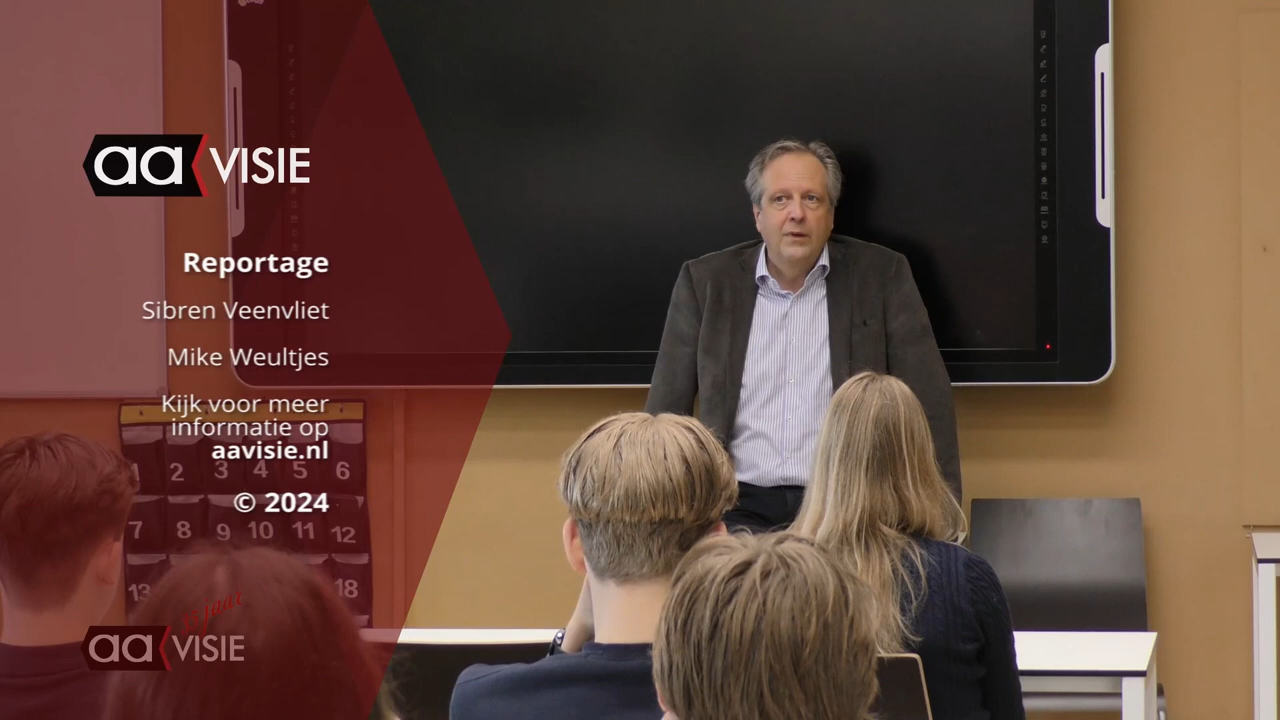 aa VISIE
Reportage
Sibren Veenvliet
Mike Weultjes
Kijk voor meer
informatie op
aavisie.nl
© 2024
2 3 4 5 6
7 8 9 10 11 12
13 18
jaar
aa VISIE